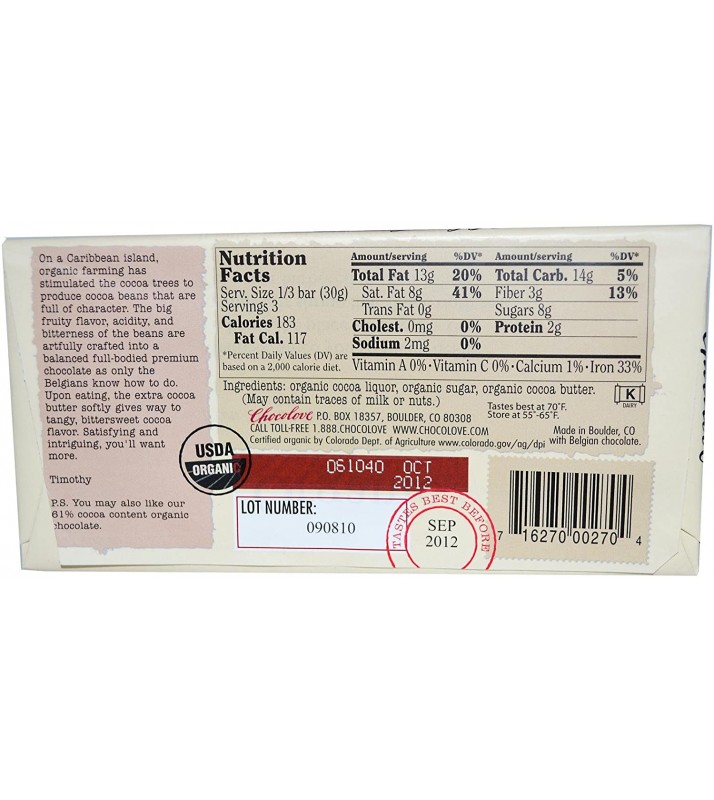 On a Caribbean island,
organic farming has
stimulated the cocoa trees to
produce cocoa beans that are
full of character. The big
fruity flavor, acidity, and
bitterness of the beans are
artfully crafted into a
balanced full-bodied premium
chocolate as only the
Belgians know how to do.
Upon eating, the extra cocoa
butter softly gives way to
tangy, bittersweet cocoa
flavor. Satisfying and
intriguing, you'll want
more.
Timothy
P.S. You may also like our
61% cocoa content organic
chocolate.
Nutrition
Facts
Serv. Size 1/3 bar (30g)
Servings 3
Calories 183
Fat Cal. 117
*Percent Daily Values (DV) are
based on a 2,000 calorie diet.
Amount/serving %DV*
Total Fat 13g 20%
Sat. Fat 8g 41%
Trans Fat 0g
Cholest. 0mg 0%
Sodium 2mg 0%
Amount/serving %DV*
Total Carb. 14g 5%
Fiber 3g 13%
Sugars 8g
Protein 2g
Vitamin A 0% · Vitamin C 0% · Calcium 1% · Iron 33%
Ingredients: organic cocoa liquor, organic sugar, organic cocoa butter.
(May contain traces of milk or nuts.)
Tastes best at 70°F.
Store at 55°-65°F.
K
DAIRY
Chocolove P.O. BOX 18357, BOULDER, CO 80308
CALL TOLL-FREE 1.888.CHOCOLOVE WWW.CHOCOLOVE.COM
Certified organic by Colorado Dept. of Agriculture www.colorado.gov/ag/dpi
Made in Boulder, CO
with Belgian chocolate.
USDA
ORGANIC
061040 OCT
2012
LOT NUMBER:
090810
TASTES BEST BEFORE
SEP
2012
7 16270 00270 4